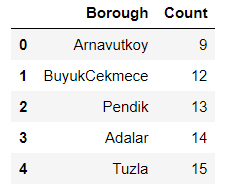 Borough Count
0 Arnavutkoy 9
1 BuyukCekmece 12
2 Pendik 13
3 Adalar 14
4 Tuzla 15